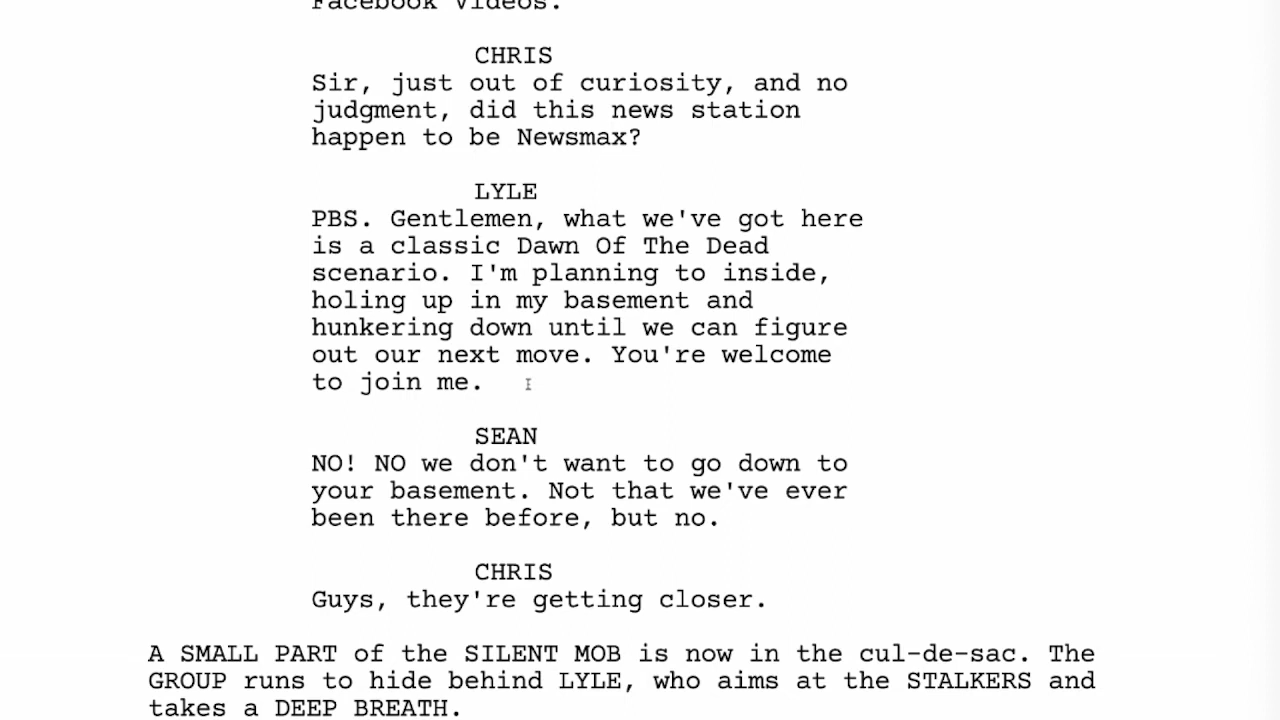 Facebook videos.
CHRIS
Sir, just out of curiosity, and no
judgment, did this news station
happen to be Newsmax?
LYLE
PBS. Gentlemen, what we've got here
is a classic Dawn Of The Dead
scenario. I'm planning to inside,
holing up in my basement and
hunkering down until we can figure
out our next move. You're welcome
to join me.
SEAN
NO! NO we don't want to go down to
your basement. Not that we've ever
been there before, but no.
CHRIS
Guys, they're getting closer.
A SMALL PART of the SILENT MOB is now in the cul-de-sac. The
GROUP runs to hide behind LYLE, who aims at the STALKERS and
takes a DEEP BREATH.